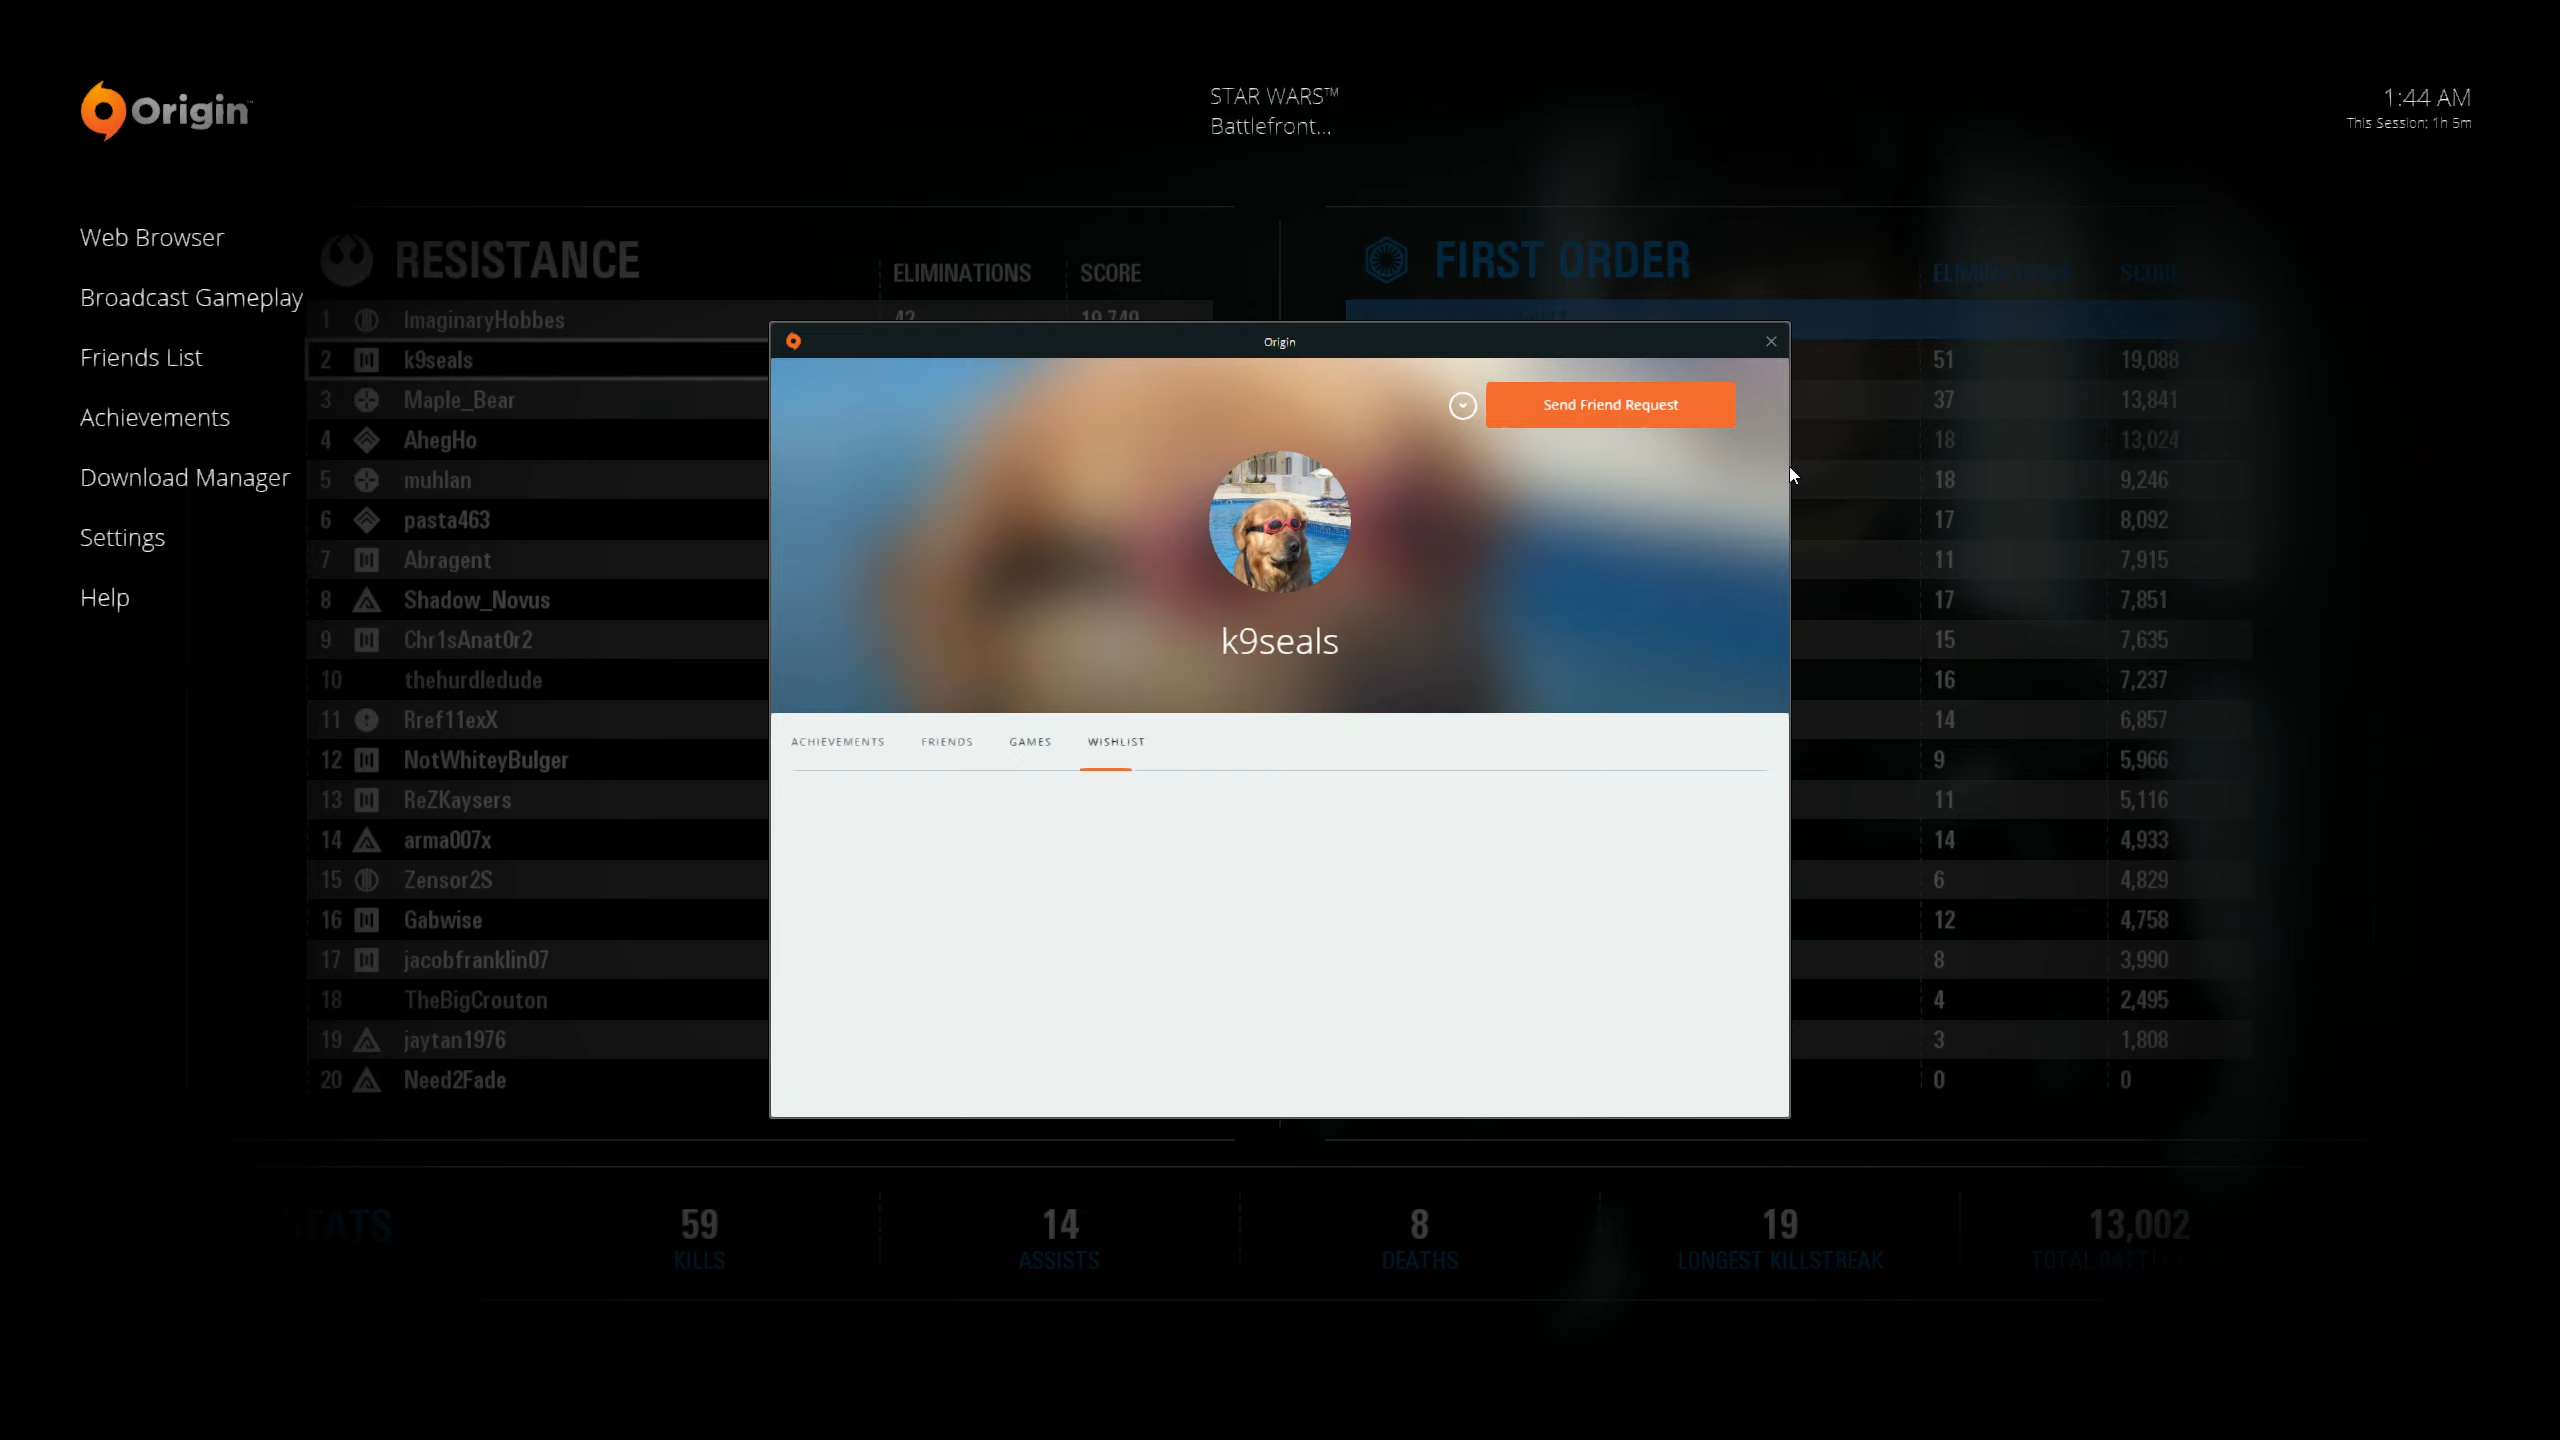 Origin
STAR WARS™
Battlefront...
1:44 AM
This Session: 1h 5m
Web Browser
Broadcast Gameplay
Friends List
Achievements
Download Manager
Settings
Help
RESISTANCE
ELIMINATIONS
SCORE
1 ImaginaryHobbes 42 19,749
2 k9seals
3 Maple_Bear
4 AhegHo
5 muhlan
6 pasta463
7 Abragent
8 Shadow_Novus
9 Chr1sAnat0r2
10 thehurdledude
11 Rref11exX
12 NotWhiteyBulger
13 ReZKaysers
14 arma007x
15 Zensor2S
16 Gabwise
17 jacobfranklin07
18 TheBigCrouton
19 jaytan1976
20 Need2Fade
Origin
Send Friend Request
k9seals
ACHIEVEMENTS
FRIENDS
GAMES
WISHLIST
FIRST ORDER
ELIMINATIONS
SCORE
51 19,088
37 13,841
18 13,024
18 9,246
17 8,092
11 7,915
17 7,851
15 7,635
16 7,237
14 6,857
9 5,966
11 5,116
14 4,933
6 4,829
12 4,758
8 3,990
4 2,495
3 1,808
0 0
STATS
59
KILLS
14
ASSISTS
8
DEATHS
19
LONGEST KILLSTREAK
13,002
TOTAL